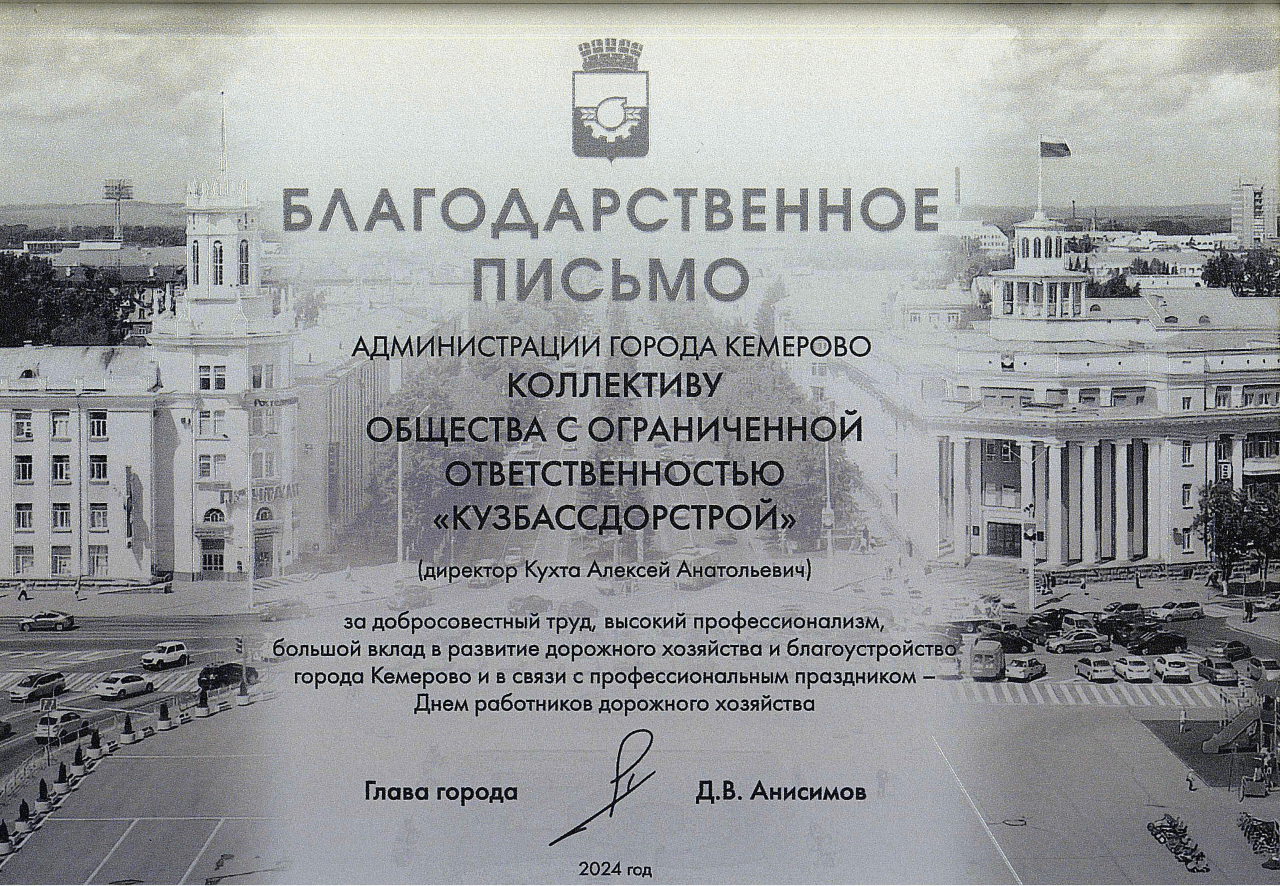 БЛАГОДАРСТВЕННОЕ
ПИСЬМО
АДМИНИСТРАЦИИ ГОРОДА КЕМЕРОВО
КОЛЛЕКТИВУ
ОБЩЕСТВА С ОГРАНИЧЕННОЙ
ОТВЕТСТВЕННОСТЬЮ
«КУЗБАССДОРСТРОЙ»
(директор Кухта Алексей Анатольевич)
за добросовестный труд, высокий профессионализм,
большой вклад в развитие дорожного хозяйства и благоустройство
города Кемерово и в связи с профессиональным праздником –
Днем работников дорожного хозяйства
Глава города Д.В. Анисимов
2024 год